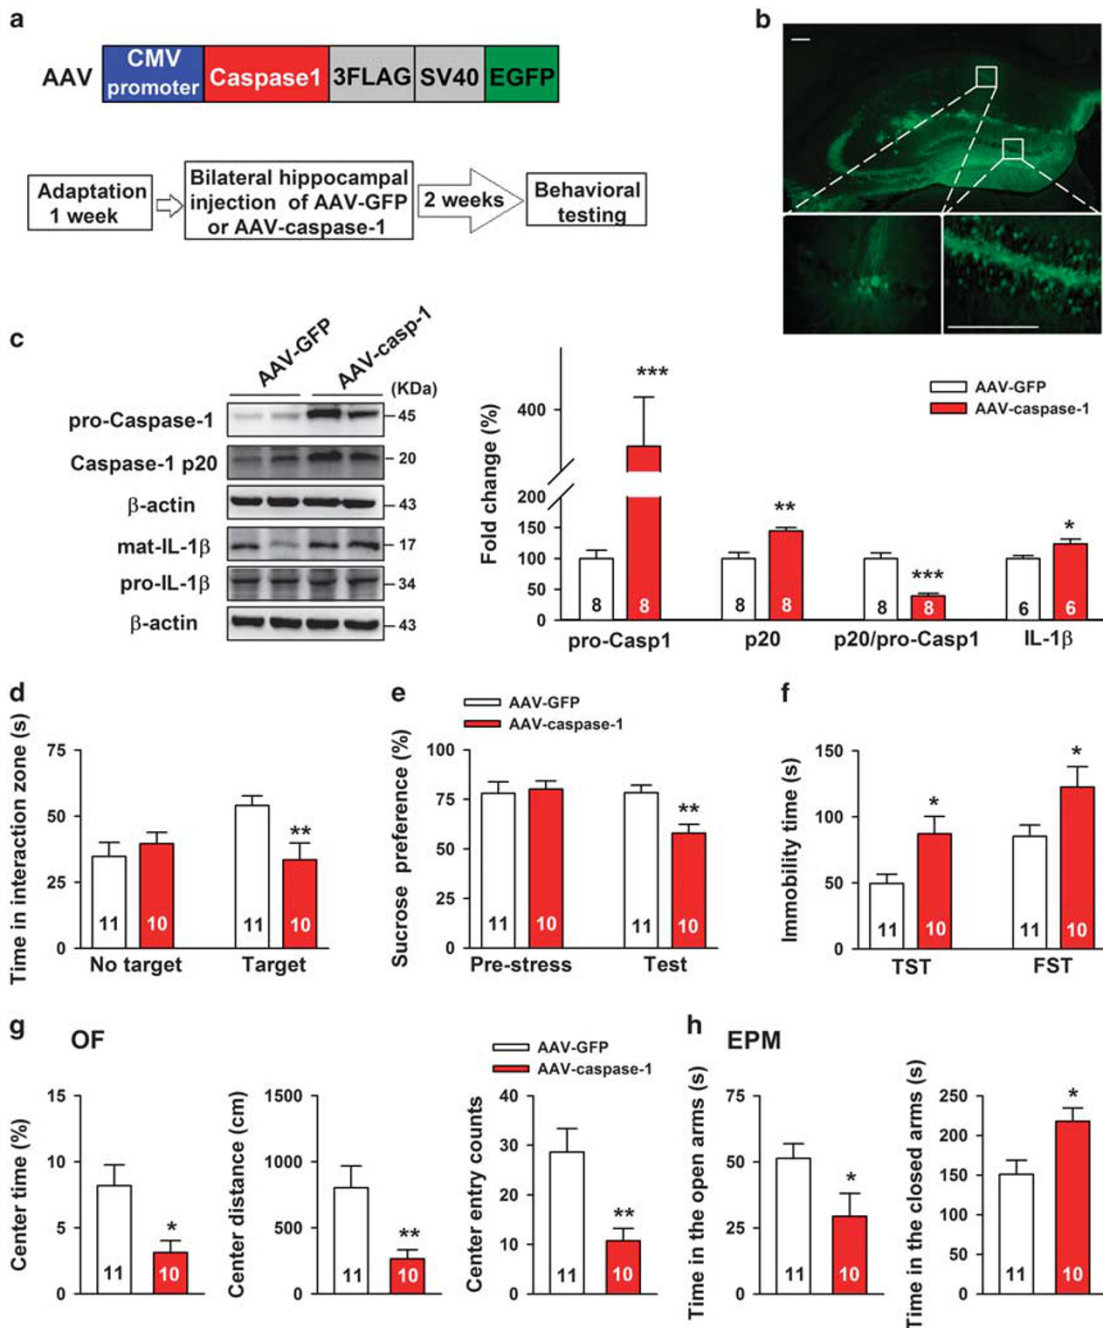 a
AAV
CMV
promoter
Caspase1
3FLAG
SV40
EGFP
Adaptation
1 week
Bilateral hippocampal
injection of AAV-GFP
or AAV-caspase-1
2 weeks
Behavioral
testing
b
c
AAV-GFP
AAV-casp-1
(KDa)
pro-Caspase-1
45
Caspase-1 p20
20
β-actin
43
mat-IL-1β
17
pro-IL-1β
34
β-actin
43
Fold change (%)
400
200
150
100
50
0
AAV-GFP
AAV-caspase-1
***
**
***
*
8
8
8
8
8
8
6
6
pro-Casp1
p20
p20/pro-Casp1
IL-1β
d
Time in interaction zone (s)
75
50
25
0
**
11
10
11
10
No target
Target
e
AAV-GFP
AAV-caspase-1
Sucrose preference (%)
100
75
50
25
0
**
11
10
11
10
Pre-stress
Test
f
Immobility time (s)
150
100
50
0
*
*
11
10
11
10
TST
FST
g
OF
AAV-GFP
AAV-caspase-1
Center time (%)
15
10
5
0
*
11
10
Center distance (cm)
1500
1000
500
0
**
11
10
Center entry counts
40
30
20
10
0
**
11
10
h
EPM
Time in the open arms (s)
75
50
25
0
*
11
10
Time in the closed arms (s)
250
200
150
100
50
0
*
11
10